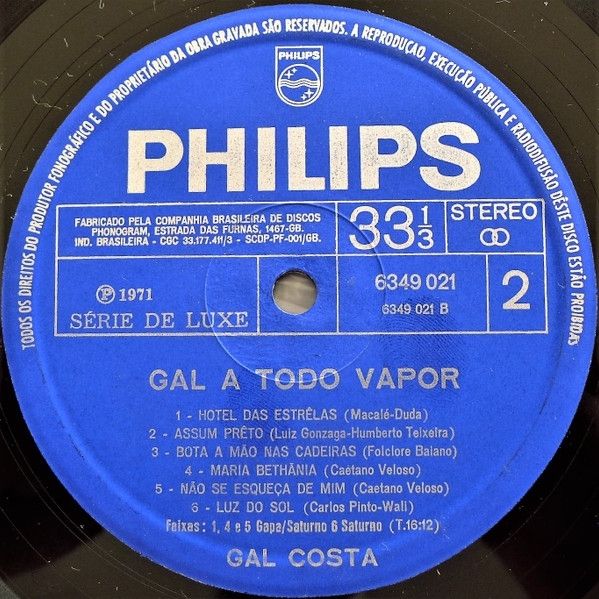 TODOS OS DIREITOS DO PRODUTOR FONOGRÁFICO E DO PROPRIETÁRIO DA OBRA GRAVADA SÃO RESERVADOS. A REPRODUÇÃO, EXECUÇÃO PÚBLICA E RADIODIFUSÃO DÊSTE DISCO ESTÃO PROIBIDAS
PHILIPS
PHILIPS
FABRICADO PELA COMPANHIA BRASILEIRA DE DISCOS
PHONOGRAM, ESTRADA DAS FURNAS, 1467-GB.
IND. BRASILEIRA - CGC 33.177.411/3 - SCDP-PF-001/GB.
33 1/3
STEREO
℗ 1971
SÉRIE DE LUXE
6349 021
6349 021 B
2
GAL A TODO VAPOR
1 - HOTEL DAS ESTRÊLAS (Macalé-Duda)
2 - ASSUM PRÊTO (Luiz Gonzaga-Humberto Teixeira)
3 - BOTA A MÃO NAS CADEIRAS (Folclore Baiano)
4 - MARIA BETHÂNIA (Caetano Veloso)
5 - NÃO SE ESQUEÇA DE MIM (Caetano Veloso)
6 - LUZ DO SOL (Carlos Pinto-Wali)
Faixas: 1, 4 e 5 Gapa/Saturno 6 Saturno (T.16:12)
GAL COSTA